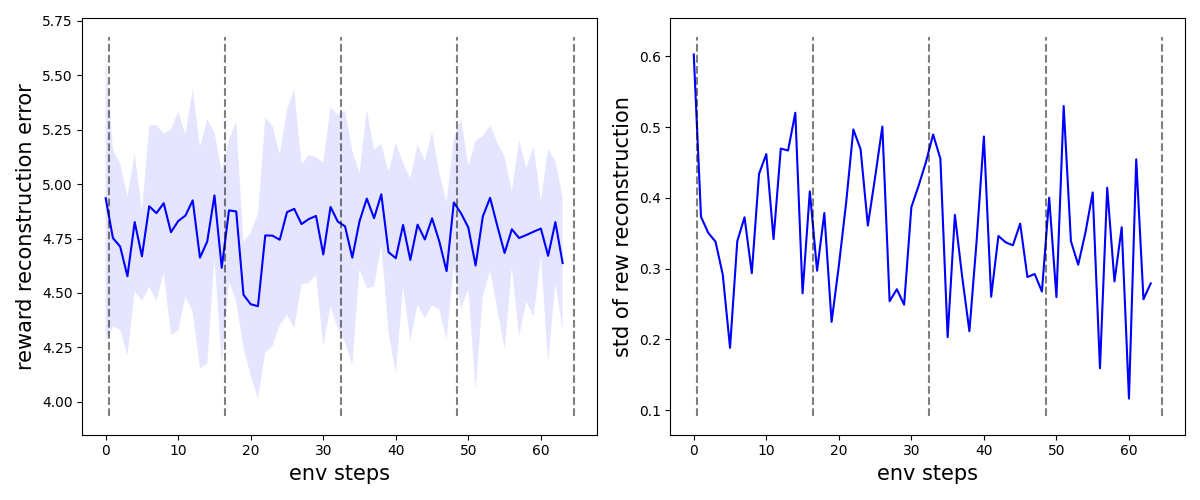 reward reconstruction error
5.75
5.50
5.25
5.00
4.75
4.50
4.25
4.00
0 10 20 30 40 50 60
env steps
std of rew reconstruction
0.6
0.5
0.4
0.3
0.2
0.1
0 10 20 30 40 50 60
env steps